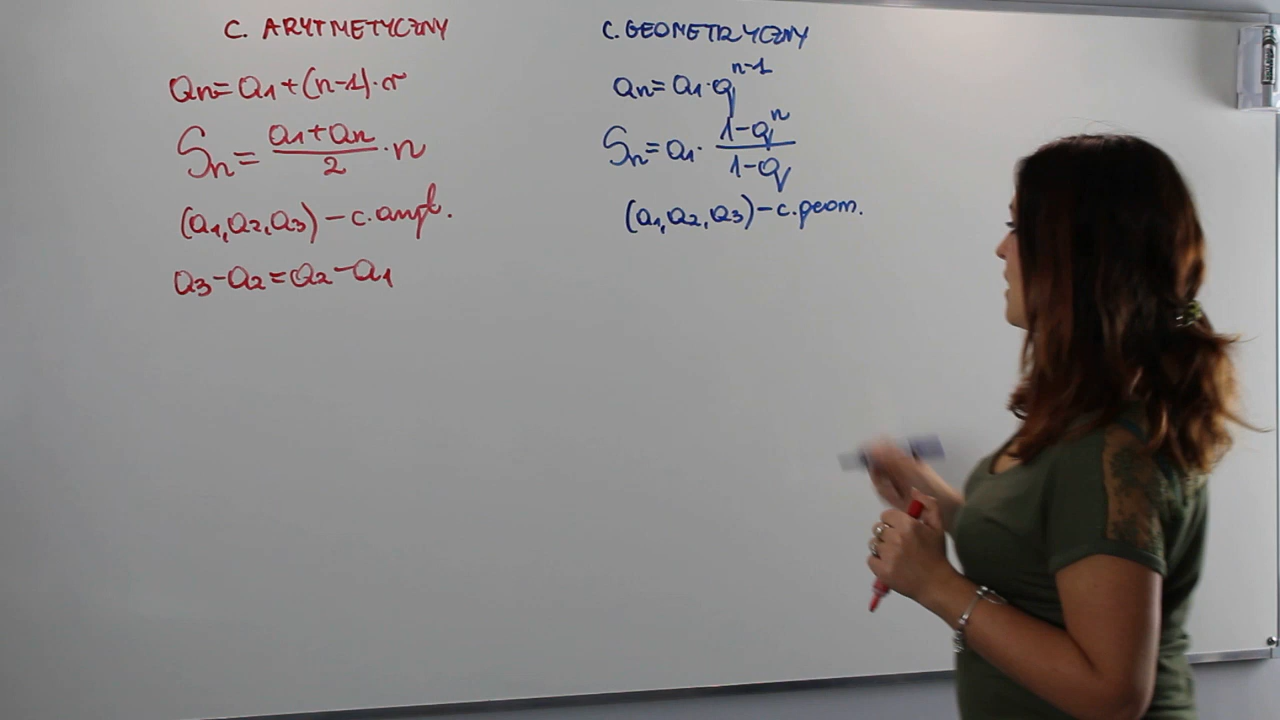 C. ARYTMETYCZNY
an=a1+(n-1)·r
Sn=a1+an/2·n
(a1,a2,a3)-c.arytm.
a3-a2=a2-a1
C.GEOMETRYCZNY
an=a1·q^n-1
Sn=a1·1-q^n/1-q
(a1,a2,a3)-c.geom.